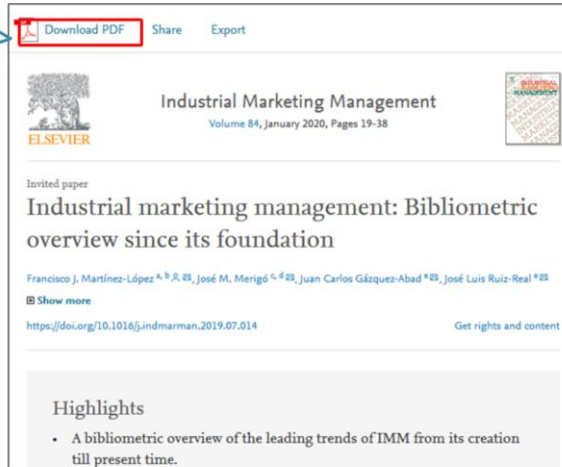 Download PDF Share Export
Industrial Marketing Management
Volume 84, January 2020, Pages 19-38
ELSEVIER
INDUSTRIAL
MARKETING
MANAGEMENT
Invited paper
Industrial marketing management: Bibliometric
overview since its foundation
Francisco J. Martínez-López a, b, José M. Merigó c, d, Juan Carlos Gázquez-Abad e, José Luis Ruiz-Real e
Show more
https://doi.org/10.1016/j.indmarman.2019.07.014 Get rights and content
Highlights
• A bibliometric overview of the leading trends of IMM from its creation
till present time.